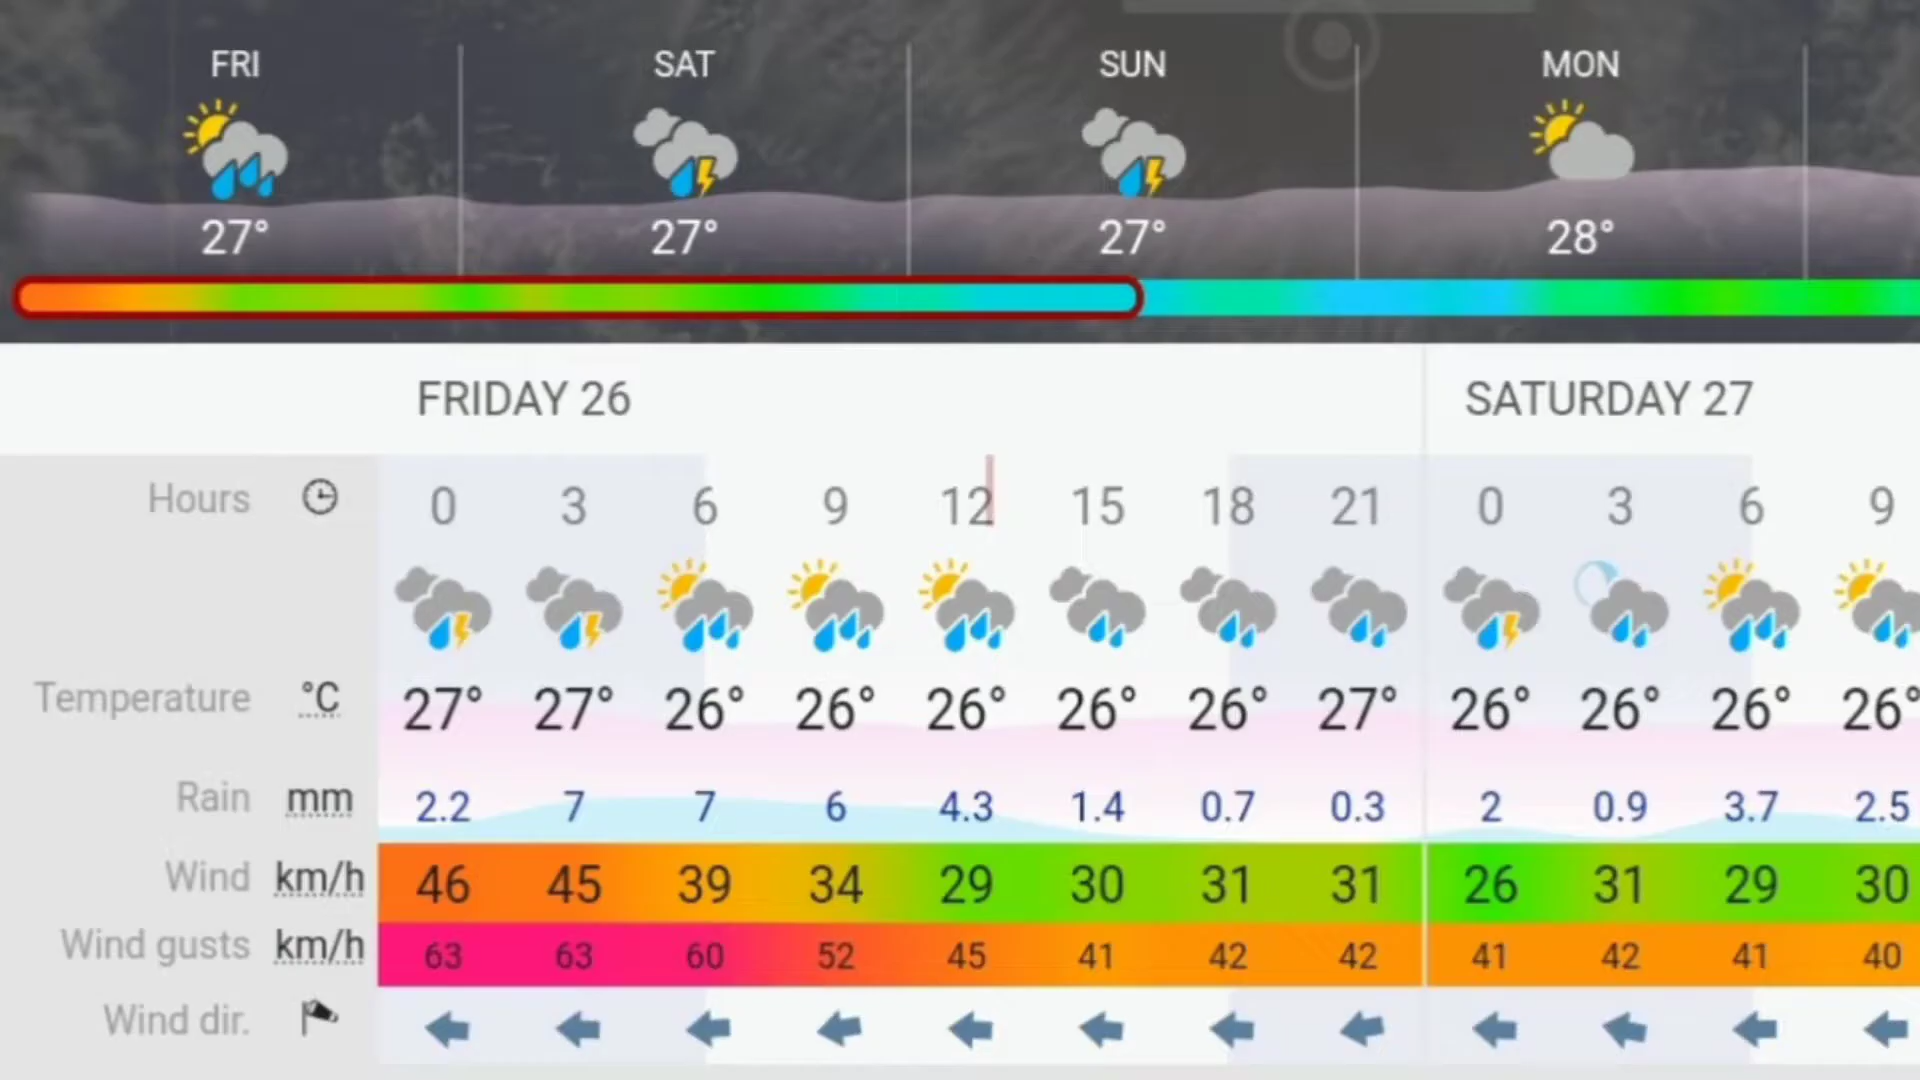 FRI SAT SUN MON
27° 27° 27° 28°
FRIDAY 26 SATURDAY 27
Hours 0 3 6 9 12 15 18 21 0 3 6 9
Temperature °C 27° 27° 26° 26° 26° 26° 26° 27° 26° 26° 26° 26°
Rain mm 2.2 7 7 6 4.3 1.4 0.7 0.3 2 0.9 3.7 2.5
Wind km/h 46 45 39 34 29 30 31 31 26 31 29 30
Wind gusts km/h 63 63 60 52 45 41 42 42 41 42 41 40
Wind dir.